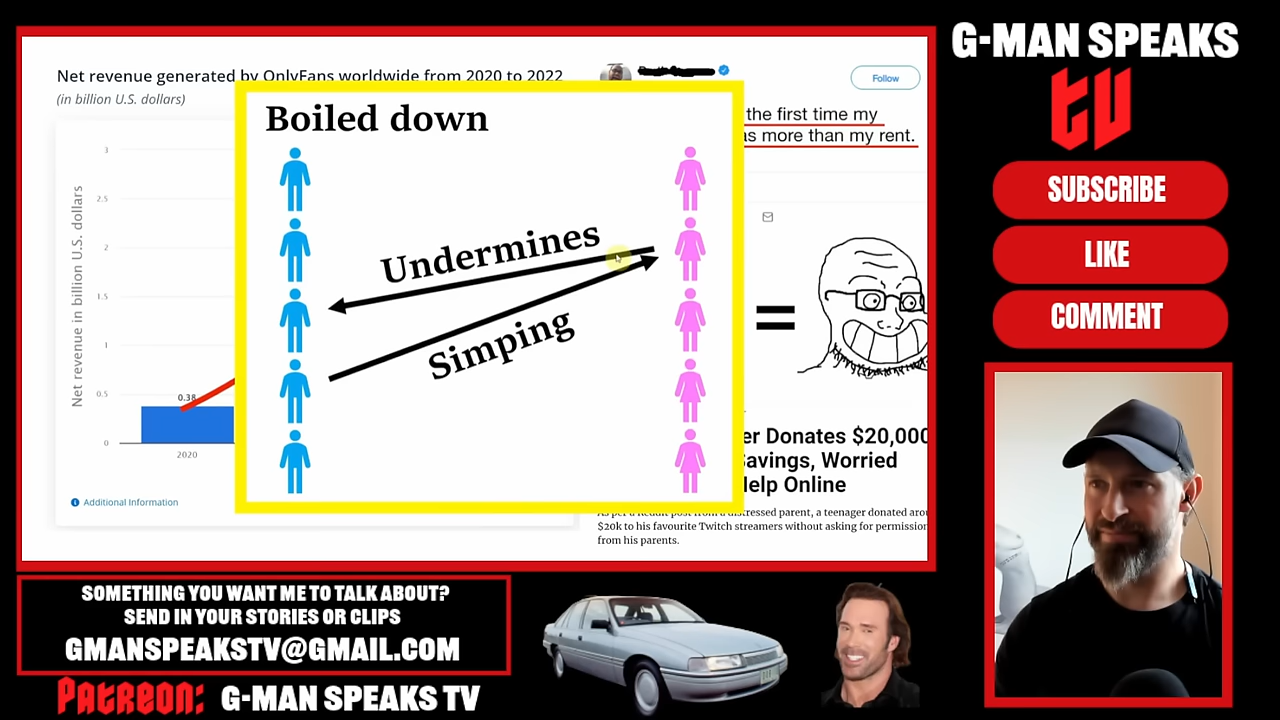 G-MAN SPEAKS
TV
SUBSCRIBE
LIKE
COMMENT
Net revenue generated by OnlyFans worldwide from 2020 to 2022
(in billion U.S. dollars)
Net revenue in billion U.S. dollars
3
2.5
2
1.5
1
0.5
0
0.38
2020
Additional Information
Boiled down
Undermines
Simping
Follow
the first time my
as more than my rent.
=
er Donates $20,000
Savings, Worried
Help Online
As per a Reddit post from a distressed parent, a teenager donated
$20k to his favourite Twitch streamers without asking for permission
from his parents.
SOMETHING YOU WANT ME TO TALK ABOUT?
SEND IN YOUR STORIES OR CLIPS
GMANSPEAKSTV@GMAIL.COM
PATREON: G-MAN SPEAKS TV